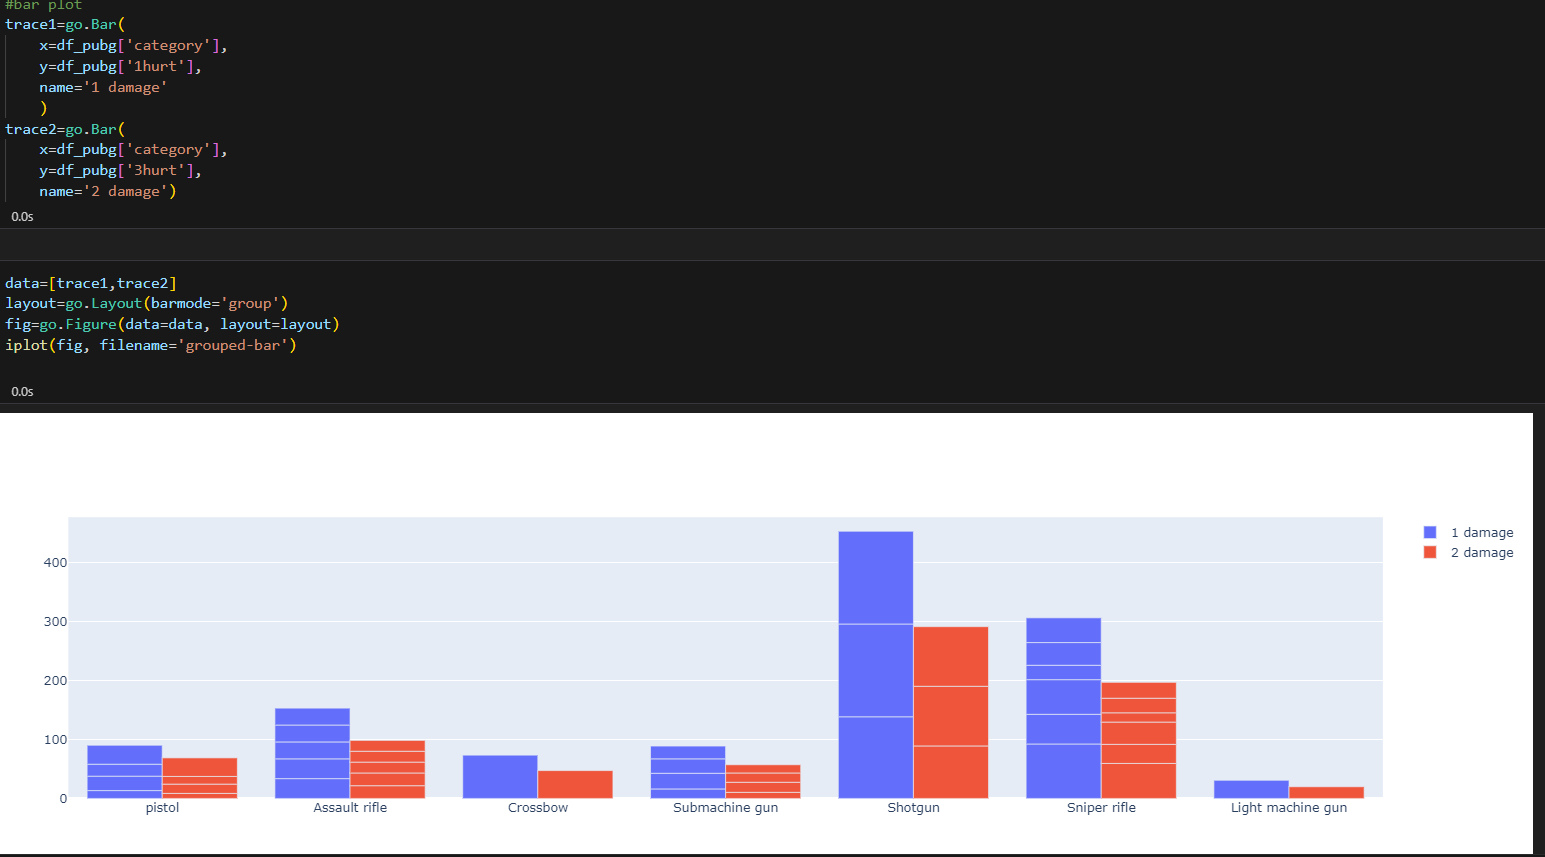 #bar plot
trace1=go.Bar(
x=df_pubg['category'],
y=df_pubg['1hurt'],
name='1 damage'
)
trace2=go.Bar(
x=df_pubg['category'],
y=df_pubg['3hurt'],
name='2 damage')
0.0s
data=[trace1,trace2]
layout=go.Layout(barmode='group')
fig=go.Figure(data=data, layout=layout)
iplot(fig, filename='grouped-bar')
0.0s
1 damage
2 damage
400
300
200
100
0
pistol
Assault rifle
Crossbow
Submachine gun
Shotgun
Sniper rifle
Light machine gun